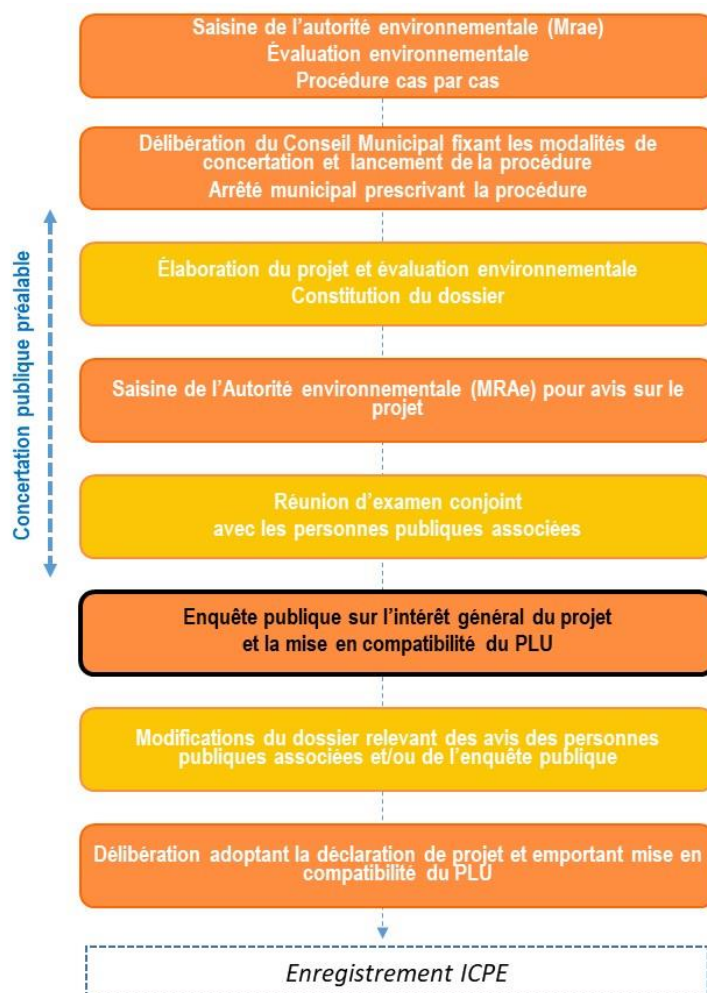 Saisine de l'autorité environnementale (Mrae)
Évaluation environnementale
Procédure cas par cas
Délibération du Conseil Municipal fixant les modalités de
concertation et lancement de la procédure
Arrêté municipal prescrivant la procédure
Concertation publique préalable
Élaboration du projet et évaluation environnementale
Constitution du dossier
Saisine de l'Autorité environnementale (MRAe) pour avis sur le
projet
Réunion d'examen conjoint
avec les personnes publiques associées
Enquête publique sur l'intérêt général du projet
et la mise en compatibilité du PLU
Modifications du dossier relevant des avis des personnes
publiques associées et/ou de l'enquête publique
Délibération adoptant la déclaration de projet et emportant mise en
compatibilité du PLU
Enregistrement ICPE